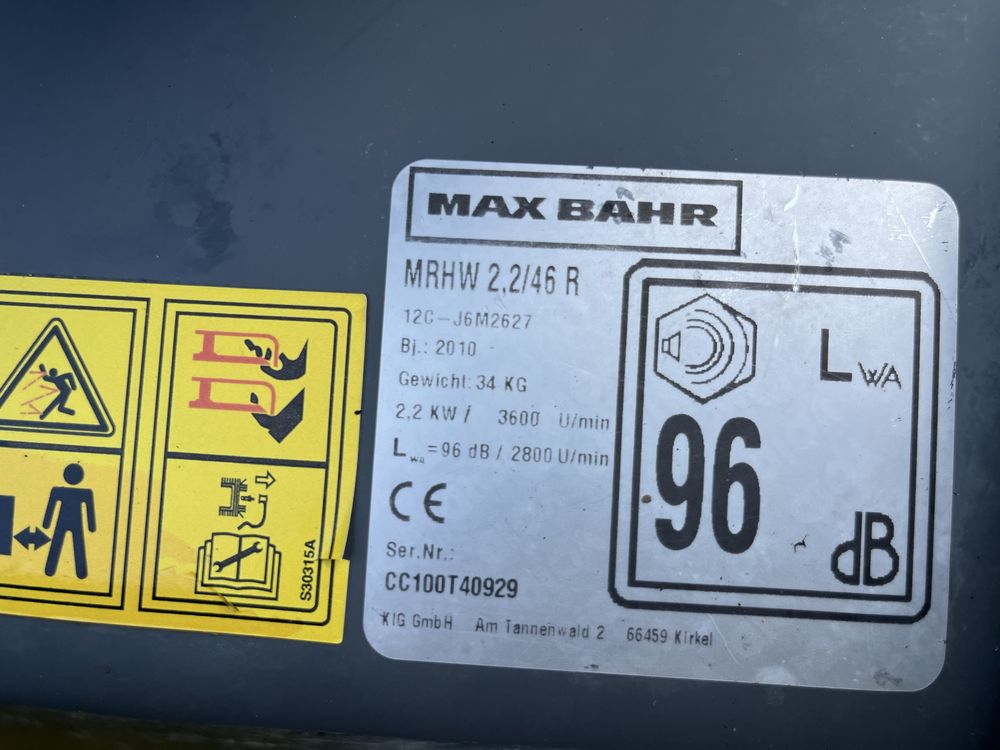 MAX BAHR
MRHW 2,2/46 R
12C-J6M2627
Bj.: 2010
Gewicht: 34 KG
2,2 KW / 3600 U/min
LWA = 96 dB / 2800 U/min
CE
Ser.Nr.:
CC100T40929
KIG GmbH Am Tannenwald 2 66459 Kirkel
LWA
96
dB
S30315A